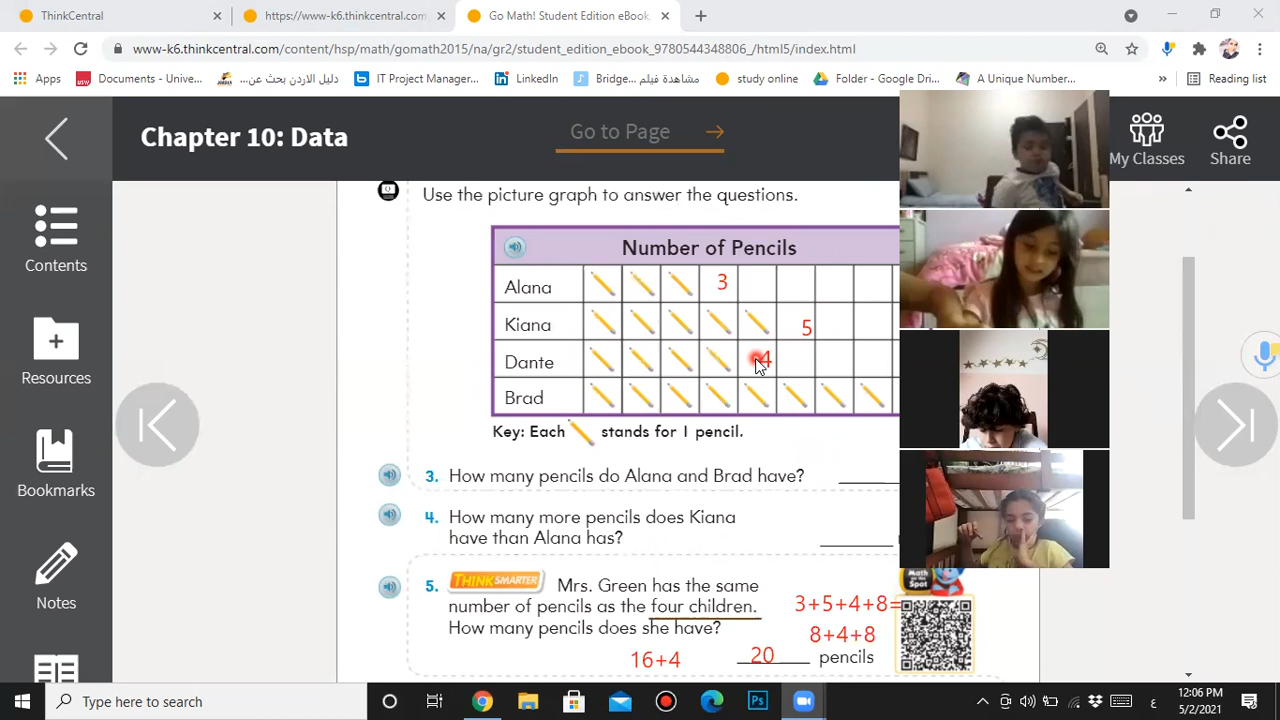 ThinkCentral
https://www-k6.thinkcentral.com
Go Math! Student Edition eBook
www-k6.thinkcentral.com/content/hsp/math/gomath2015/na/gr2/student_edition_ebook_9780544348806_/html5/index.html
Apps
Documents - Unive...
دليل الاردن بحث عن...
IT Project Manager...
LinkedIn
Bridge... مشاهدة فيلم
study online
Folder - Google Dri...
A Unique Number...
»
Reading list
Chapter 10: Data
Go to Page
My Classes
Share
Contents
Resources
Bookmarks
Notes
Use the picture graph to answer the questions.
Number of Pencils
Alana 3
Kiana 5
Dante 4
Brad
Key: Each stands for 1 pencil.
3. How many pencils do Alana and Brad have?
4. How many more pencils does Kiana
have than Alana has?
5. THINK SMARTER Mrs. Green has the same
number of pencils as the four children.
How many pencils does she have?
3+5+4+8=
8+4+8
16+4
20 pencils
Math on the Spot
Type here to search
Ps
ع
12:06 PM
5/2/2021